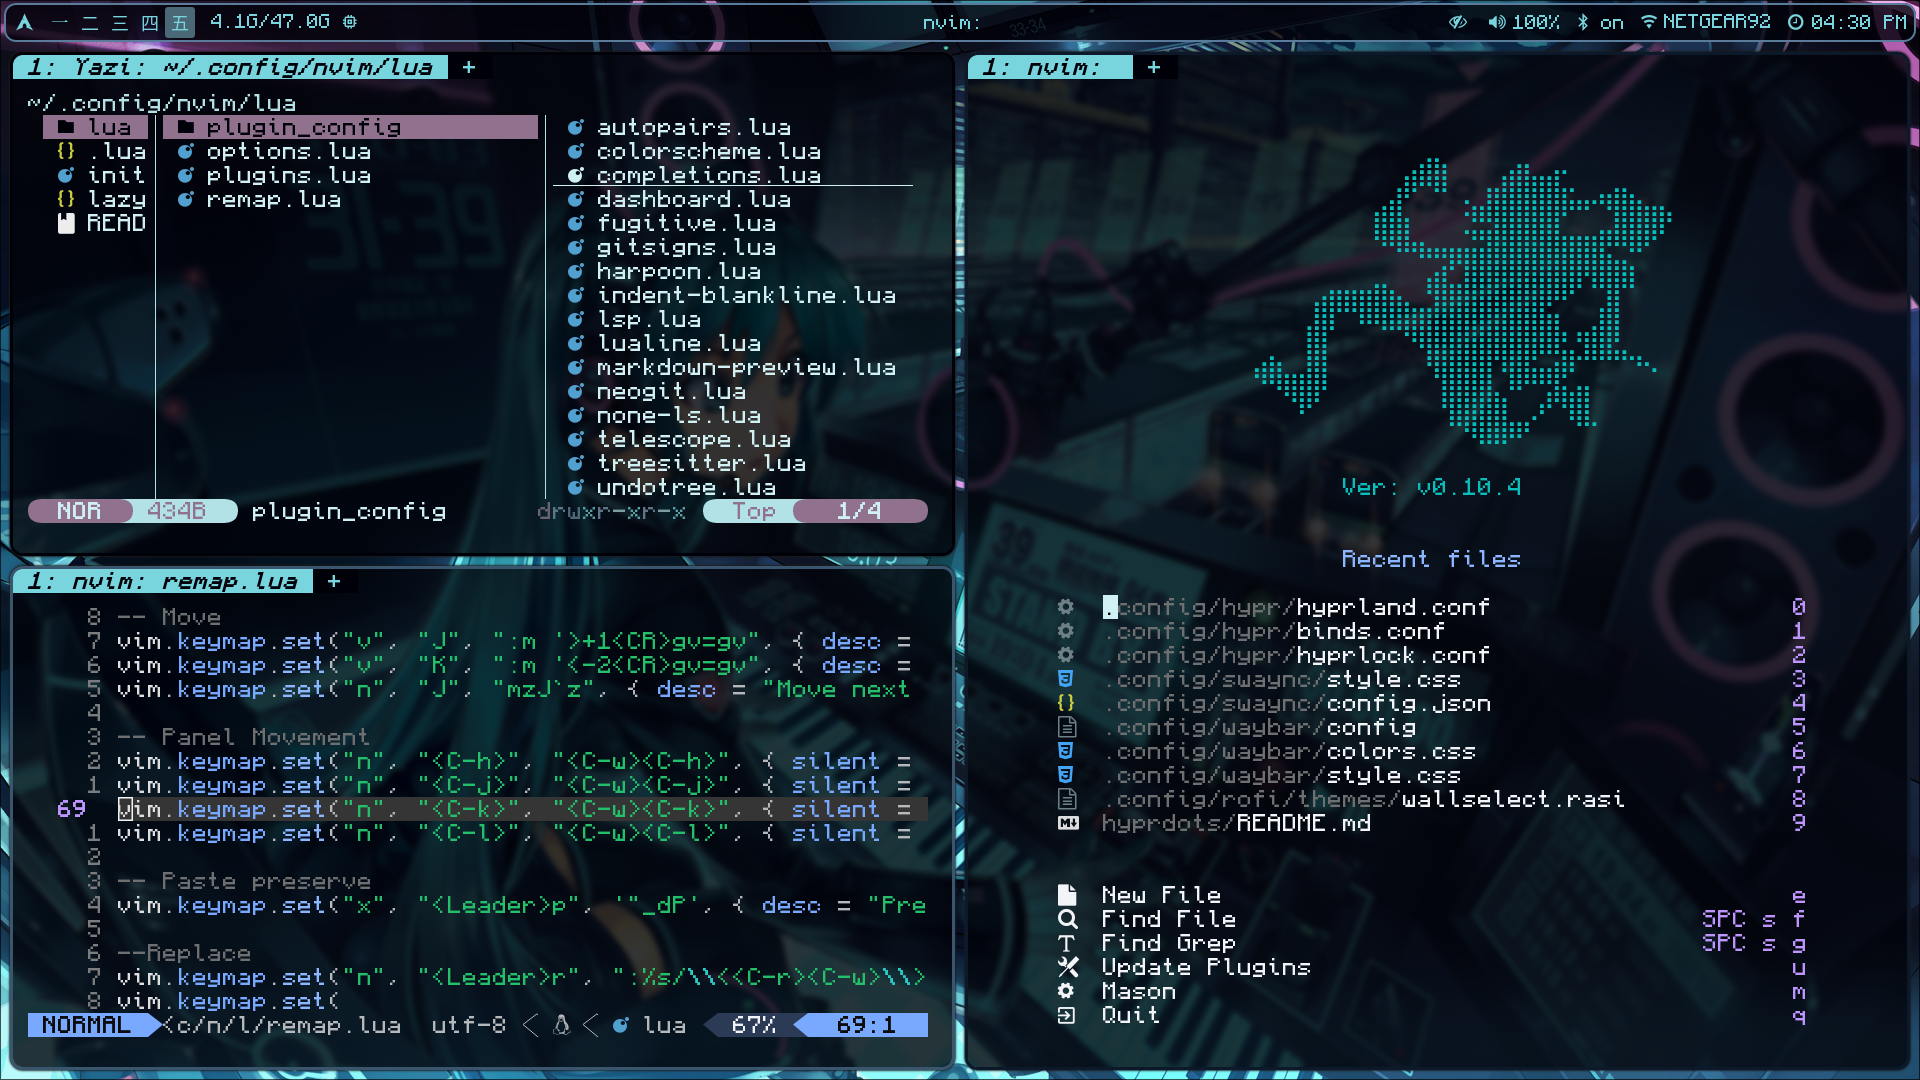 一 二 三 四 五 4.1G/47.0G
nvim:
100% on NETGEAR92 04:30 PM
1: Yazi: ~/.config/nvim/lua +
~/.config/nvim/lua
lua
{} .lua
init
{} lazy
READ
plugin_config
options.lua
plugins.lua
remap.lua
autopairs.lua
colorscheme.lua
completions.lua
dashboard.lua
fugitive.lua
gitsigns.lua
harpoon.lua
indent-blankline.lua
lsp.lua
lualine.lua
markdown-preview.lua
neogit.lua
none-ls.lua
telescope.lua
treesitter.lua
undotree.lua
NOR 434B plugin_config drwxr-xr-x Top 1/4
1: nvim: remap.lua +
8 -- Move
7 vim.keymap.set("v", "J", ":m '>+1<CR>gv=gv", { desc =
6 vim.keymap.set("v", "K", ":m '<-2<CR>gv=gv", { desc =
5 vim.keymap.set("n", "J", "mzJ`z", { desc = "Move next
4
3 -- Panel Movement
2 vim.keymap.set("n", "<C-h>", "<C-w><C-h>", { silent =
1 vim.keymap.set("n", "<C-j>", "<C-w><C-j>", { silent =
69 vim.keymap.set("n", "<C-k>", "<C-w><C-k>", { silent =
1 vim.keymap.set("n", "<C-l>", "<C-w><C-l>", { silent =
2
3 -- Paste preserve
4 vim.keymap.set("x", "<Leader>p", '"_dP', { desc = "Pre
5
6 --Replace
7 vim.keymap.set("n", "<Leader>r", ":%s/\\<<C-r><C-w>\\>
8 vim.keymap.set(
NORMAL <c/n/l/remap.lua utf-8 < < lua 67% 69:1
1: nvim: +
Ver: v0.10.4
Recent files
.config/hypr/hyprland.conf 0
.config/hypr/binds.conf 1
.config/hypr/hyprlock.conf 2
.config/swaync/style.css 3
{} .config/swaync/config.json 4
.config/waybar/config 5
.config/waybar/colors.css 6
.config/waybar/style.css 7
.config/rofi/themes/wallselect.rasi 8
hyprdots/README.md 9
New File e
Find File SPC s f
Find Grep SPC s g
Update Plugins u
Mason m
Quit q